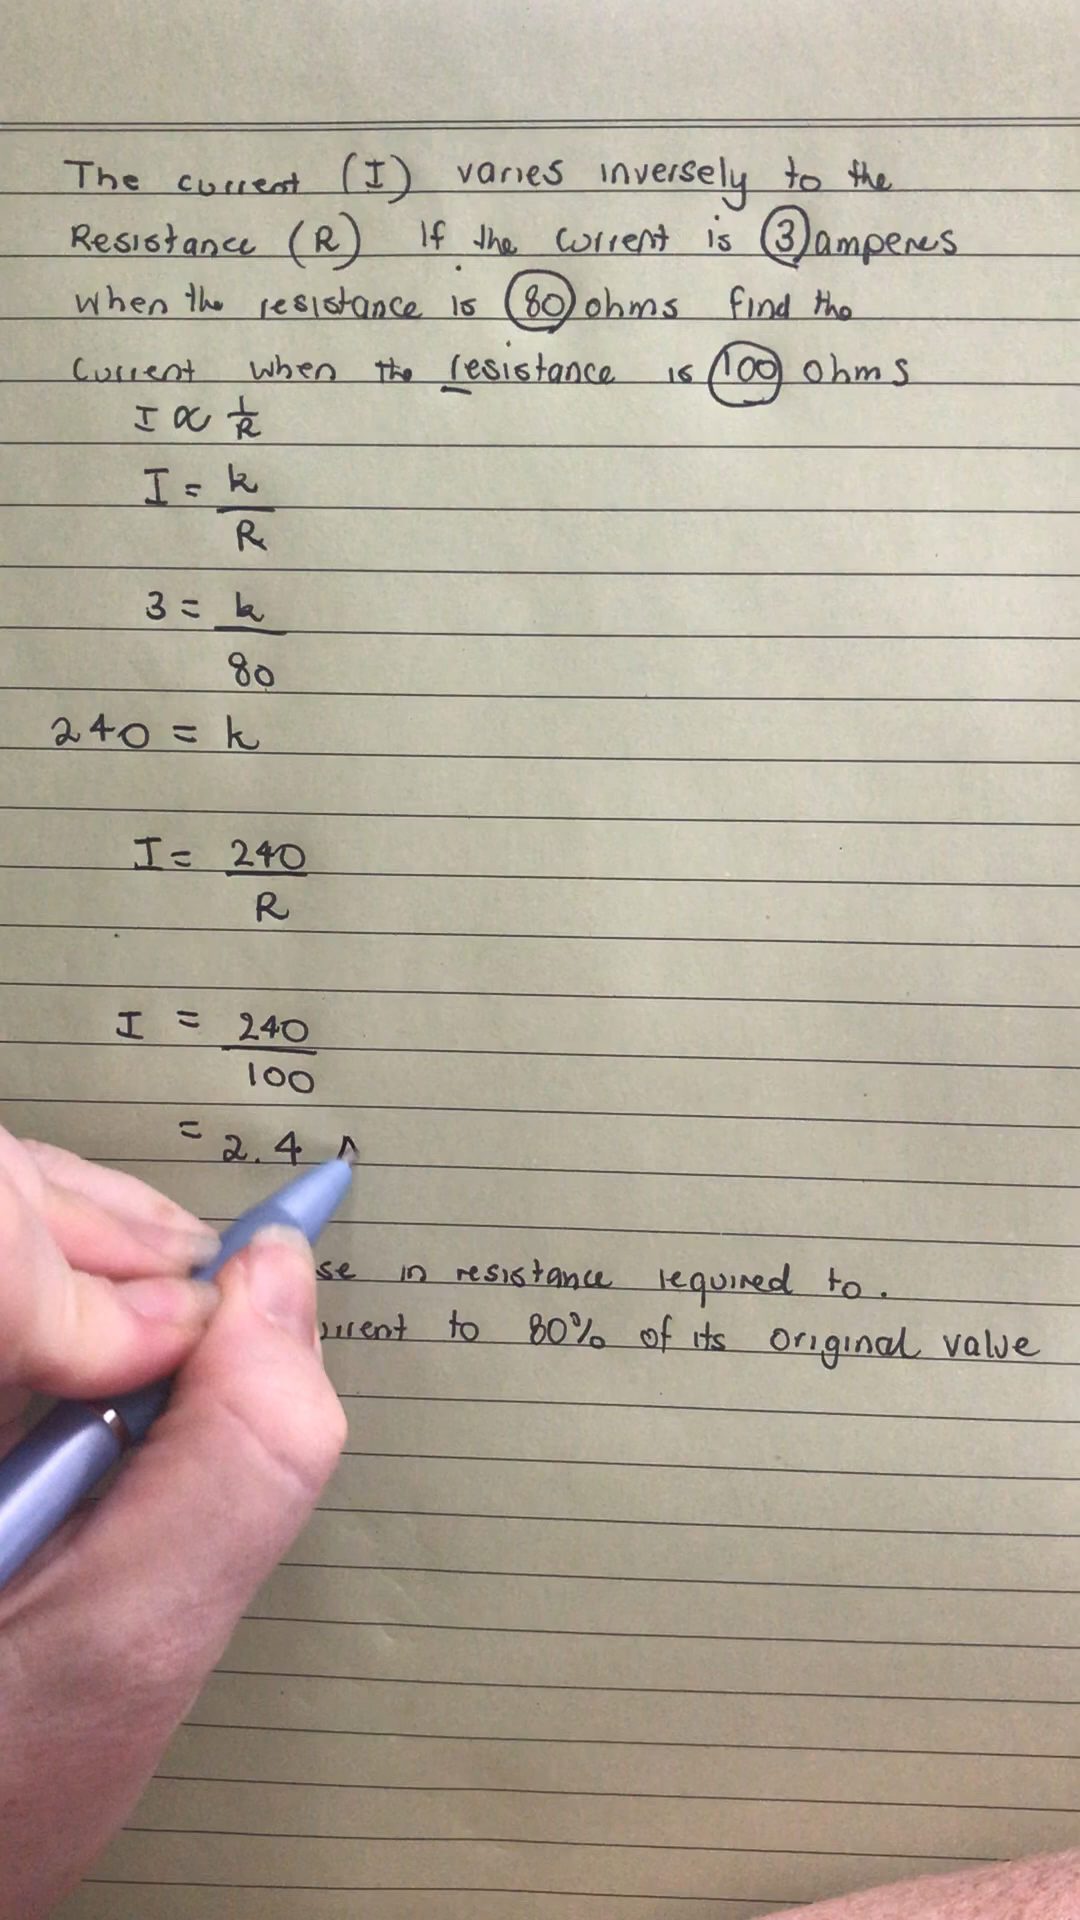 The current (I) varies inversely to the
Resistance (R) If the current is 3 amperes
when the resistance is 80 ohms find the
current when the resistance is 100 ohms
I ∝ 1/R
I = k/R
3 = k/80
240 = k
I = 240/R
I = 240/100
= 2.4
in resistance required to.
to 80% of its original value